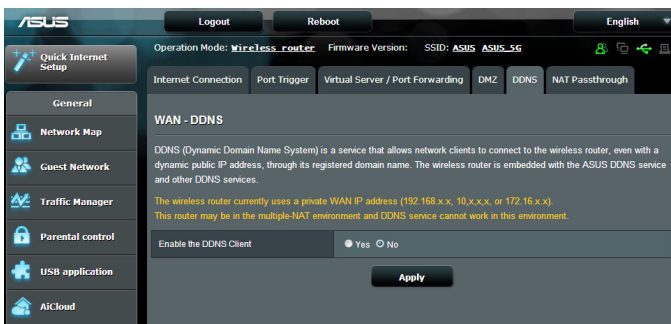 ASUS
Logout
Reboot
English
Quick Internet
Setup
General
Network Map
Guest Network
Traffic Manager
Parental control
USB application
AiCloud
Operation Mode: Wireless router Firmware Version: SSID: ASUS ASUS_5G
Internet Connection
Port Trigger
Virtual Server / Port Forwarding
DMZ
DDNS
NAT Passthrough
WAN - DDNS
DDNS (Dynamic Domain Name System) is a service that allows network clients to connect to the wireless router, even with a
dynamic public IP address, through its registered domain name. The wireless router is embedded with the ASUS DDNS service
and other DDNS services.
The wireless router currently uses a private WAN IP address (192.168.x.x, 10,x,x,x, or 172.16.x.x).
This router may be in the multiple-NAT environment and DDNS service cannot work in this environment.
Enable the DDNS Client
Yes No
Apply